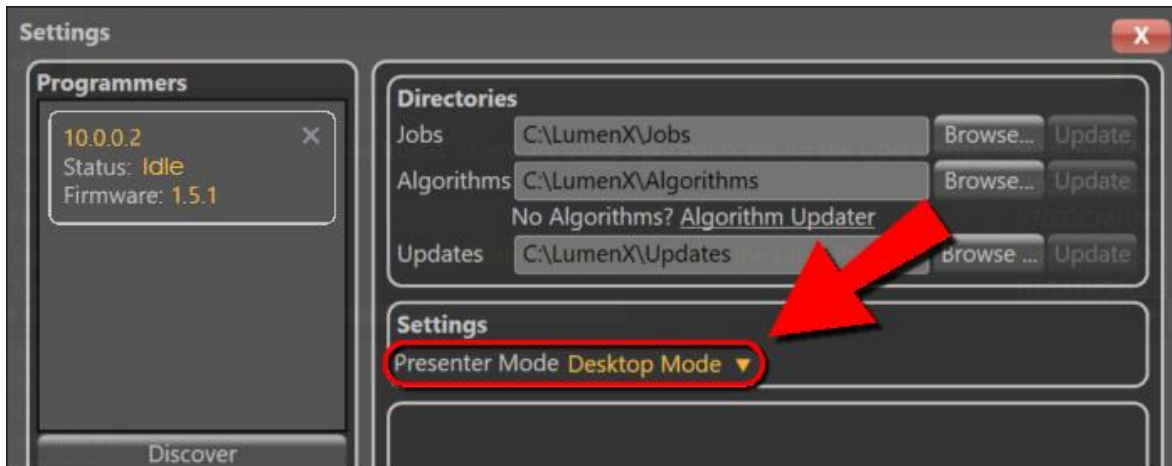 Settings
X
Programmers
10.0.0.2
Status: Idle
Firmware: 1.5.1
Discover
Directories
Jobs C:\LumenX\Jobs Browse... Update
Algorithms C:\LumenX\Algorithms Browse... Update
No Algorithms? Algorithm Updater
Updates C:\LumenX\Updates Browse ... Update
Settings
Presenter Mode Desktop Mode